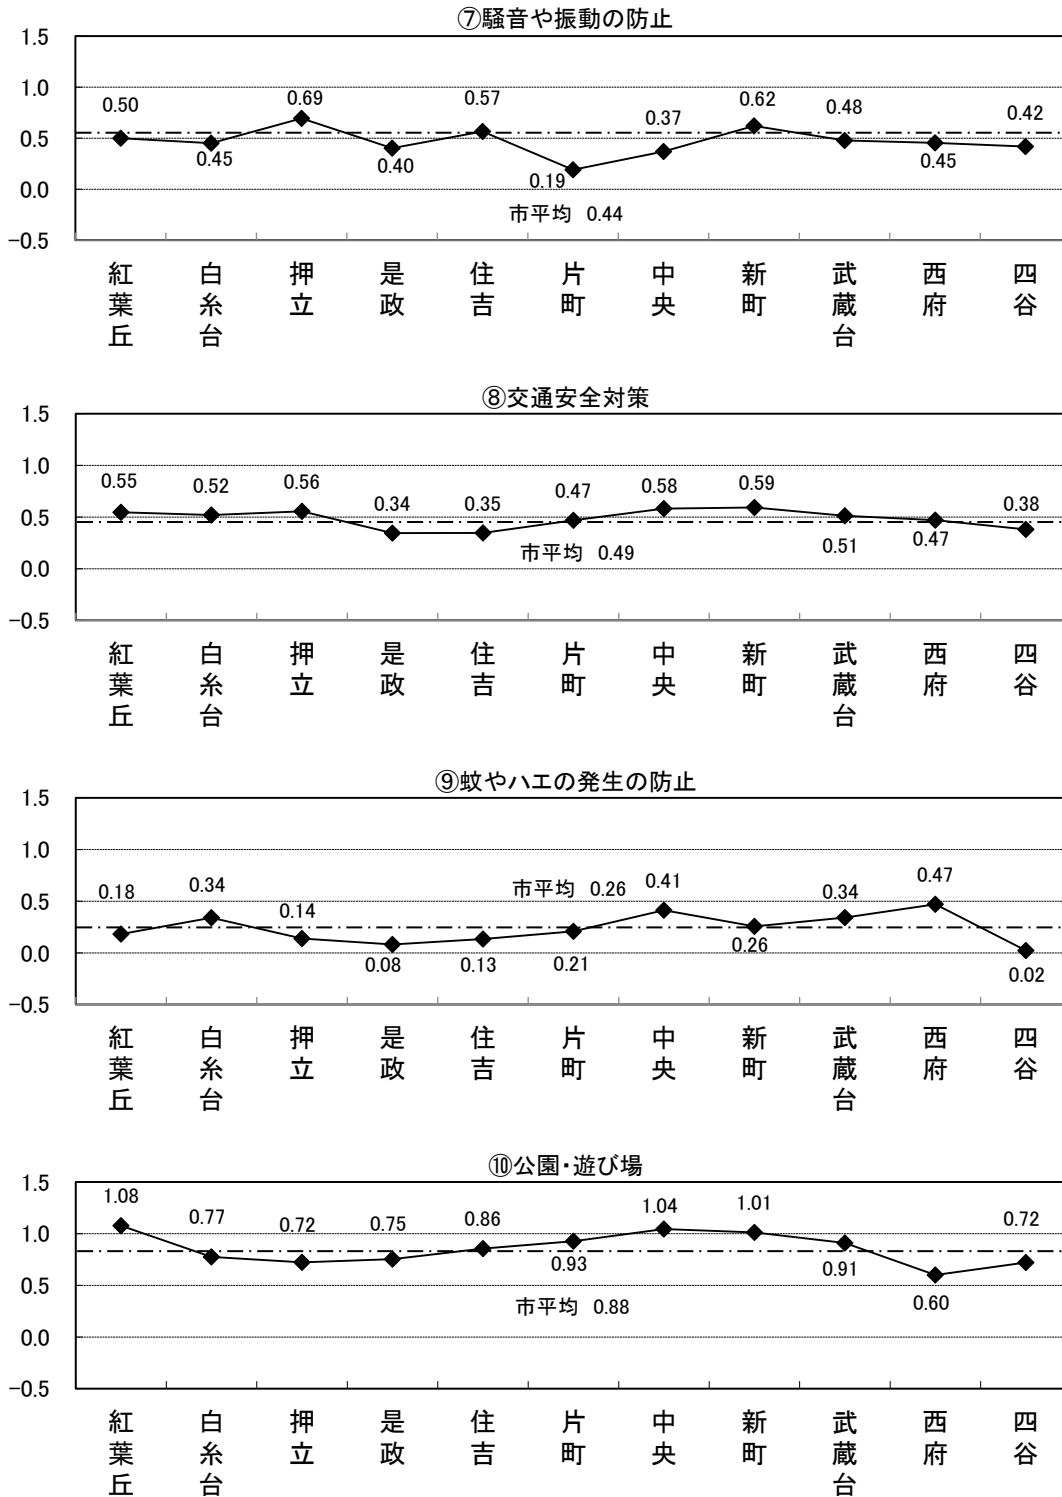 ⑦騒音や振動の防止
1.5
1.0
0.5
0.0
−0.5
0.50
0.45
0.69
0.40
0.57
0.19
0.37
0.62
0.48
0.45
0.42
市平均 0.44
紅葉丘
白糸台
押立
是政
住吉
片町
中央
新町
武蔵台
西府
四谷
⑧交通安全対策
1.5
1.0
0.5
0.0
−0.5
0.55
0.52
0.56
0.34
0.35
0.47
0.58
0.59
0.51
0.47
0.38
市平均 0.49
紅葉丘
白糸台
押立
是政
住吉
片町
中央
新町
武蔵台
西府
四谷
⑨蚊やハエの発生の防止
1.5
1.0
0.5
0.0
−0.5
0.18
0.34
0.14
0.08
0.13
0.21
0.41
0.26
0.34
0.47
0.02
市平均 0.26
紅葉丘
白糸台
押立
是政
住吉
片町
中央
新町
武蔵台
西府
四谷
⑩公園・遊び場
1.5
1.0
0.5
0.0
−0.5
1.08
0.77
0.72
0.75
0.86
0.93
1.04
1.01
0.91
0.60
0.72
市平均 0.88
紅葉丘
白糸台
押立
是政
住吉
片町
中央
新町
武蔵台
西府
四谷